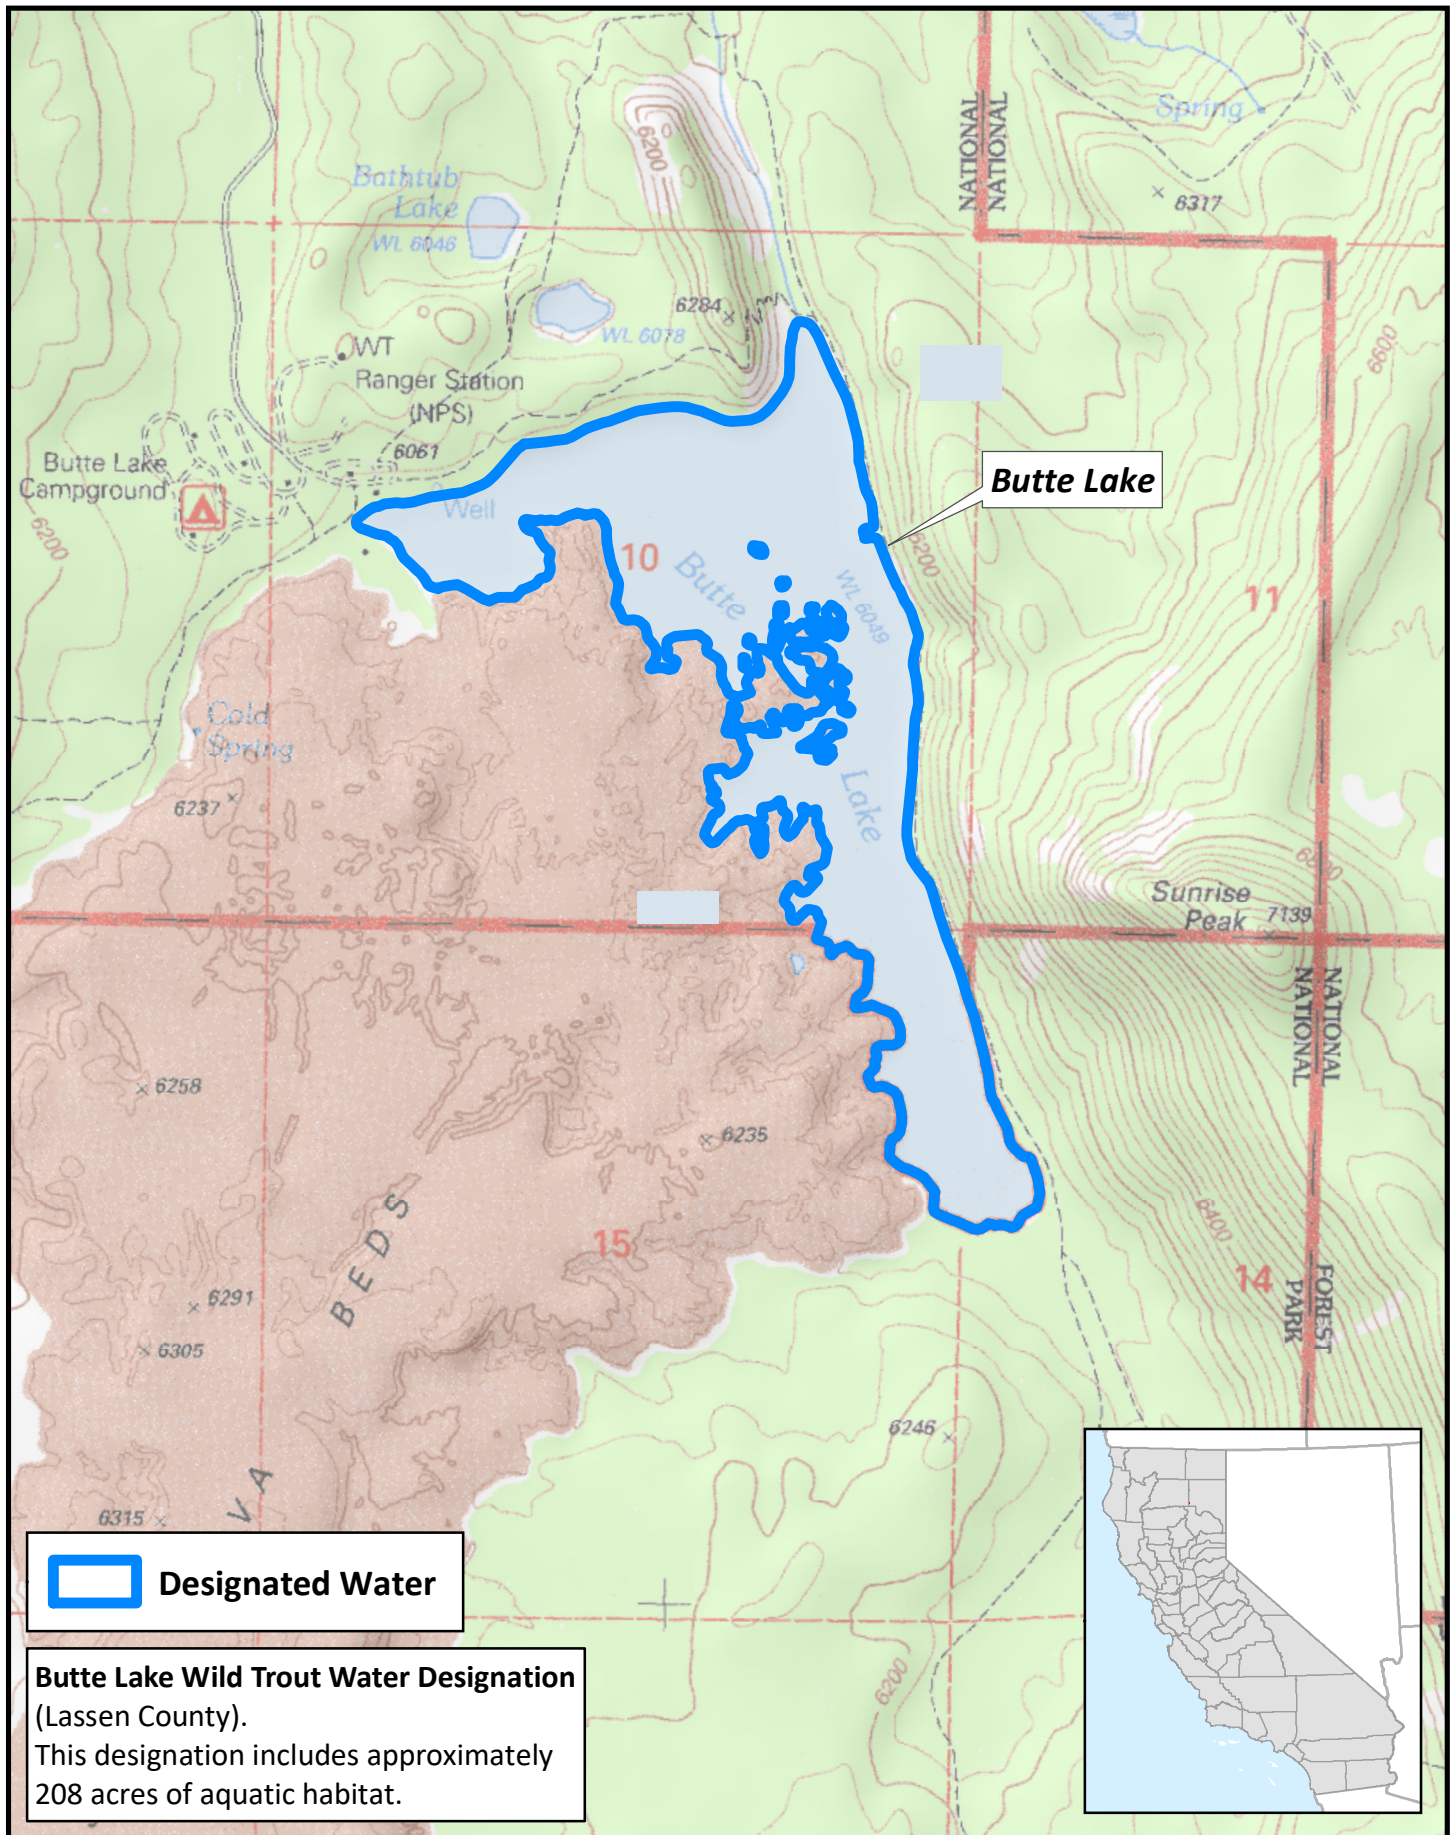 NATIONAL
NATIONAL
Spring
6200
6317
Bathtub
Lake
WL 6046
6284
WL 6078
WT
Ranger Station
(NPS)
6600
6061
Butte Lake
Campground
Well
Butte Lake
6200
10
Butte
WL 6049
6200
11
Cold
Spring
Lake
6237
Sunrise
Peak
7139
NATIONAL
NATIONAL
6258
6235
BEDS
15
6400
14
FOREST
PARK
6291
6305
6246
VA
6315
Designated Water
6200
Butte Lake Wild Trout Water Designation
(Lassen County).
This designation includes approximately
208 acres of aquatic habitat.